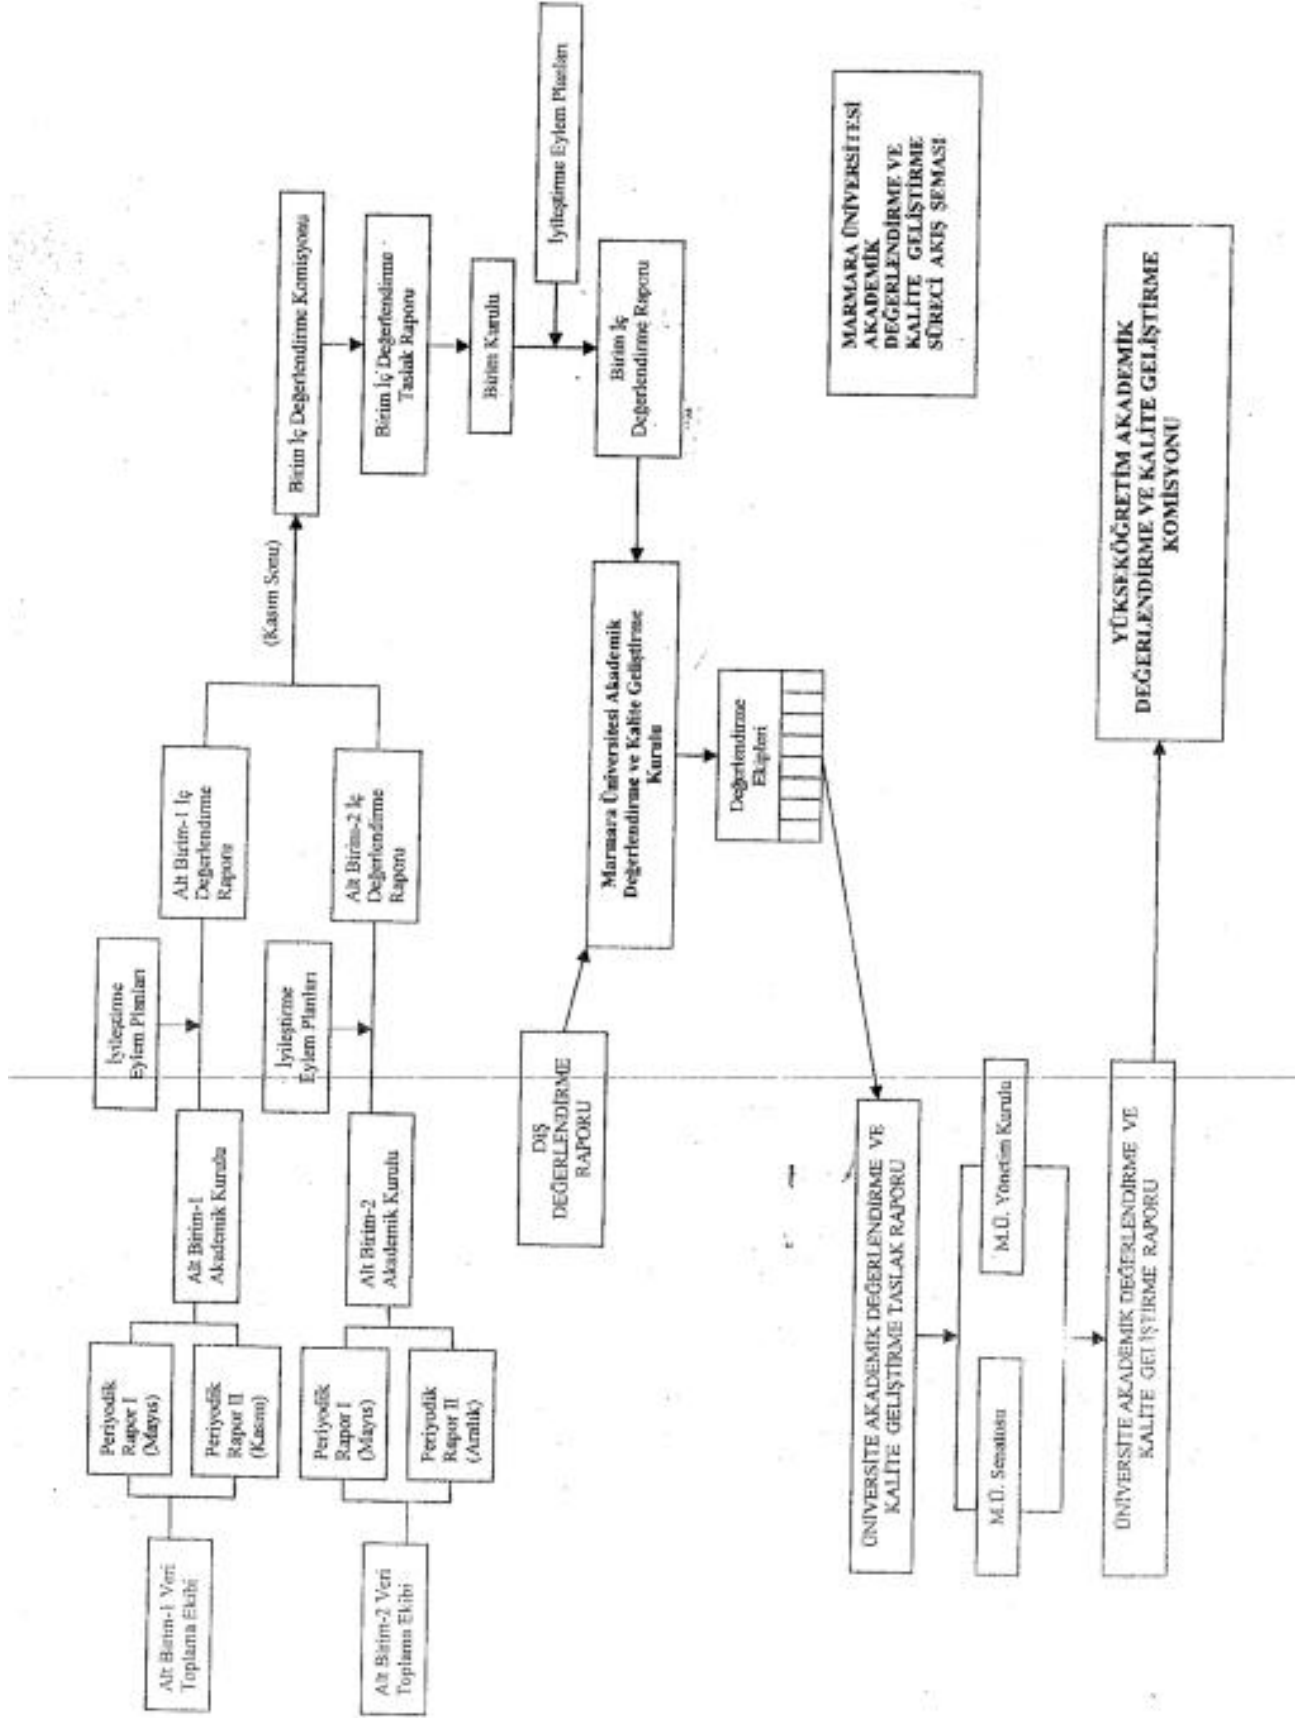 Alt Birim-1 Veri
Toplama Ekibi
Periyodik
Rapor I
(Mayıs)
Periyodik
Rapor II
(Kasım)
Alt Birim-1
Akademik Kurulu
İyileştirme
Eylem Planları
Alt Birim-1 İç
Değerlendirme
Raporu
Alt Birim-2 Veri
Toplama Ekibi
Periyodik
Rapor I
(Mayıs)
Periyodik
Rapor II
(Aralık)
Alt Birim-2
Akademik Kurulu
İyileştirme
Eylem Planları
Alt Birim-2 İç
Değerlendirme
Raporu
(Kasım Sonu)
Birim İç Değerlendirme Komisyonu
Birim İç Değerlendirme
Taslak Raporu
Birim Kurulu
İyileştirme Eylem Planları
Birim İç
Değerlendirme Raporu
DIŞ
DEĞERLENDİRME
RAPORU
Marmara Üniversitesi Akademik
Değerlendirme ve Kalite Geliştirme
Kurulu
Değerlendirme
Ekipleri
MARMARA ÜNİVERSİTESİ
AKADEMİK
DEĞERLENDİRME VE
KALİTE GELİŞTİRME
SÜRECİ AKIŞ ŞEMASI
ÜNİVERSİTE AKADEMİK DEĞERLENDİRME VE
KALİTE GELİŞTİRME TASLAK RAPORU
M.Ü. Senatosu
M.Ü. Yönetim Kurulu
ÜNİVERSİTE AKADEMİK DEĞERLENDİRME VE
KALİTE GELİŞTİRME RAPORU
YÜKSEKÖĞRETİM AKADEMİK
DEĞERLENDİRME VE KALİTE GELİŞTİRME
KOMİSYONU